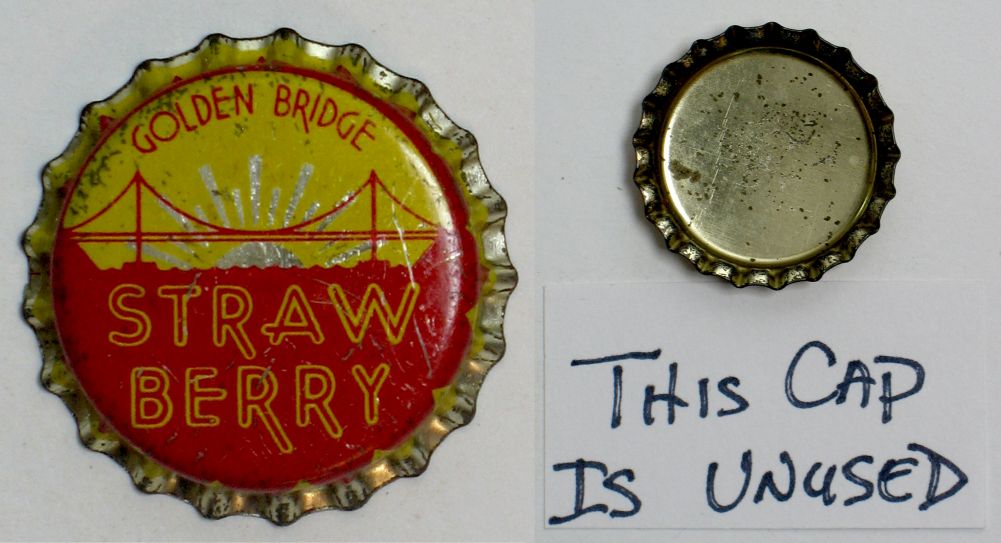 GOLDEN BRIDGE
STRAW
BERRY
THIS CAP
IS UNUSED